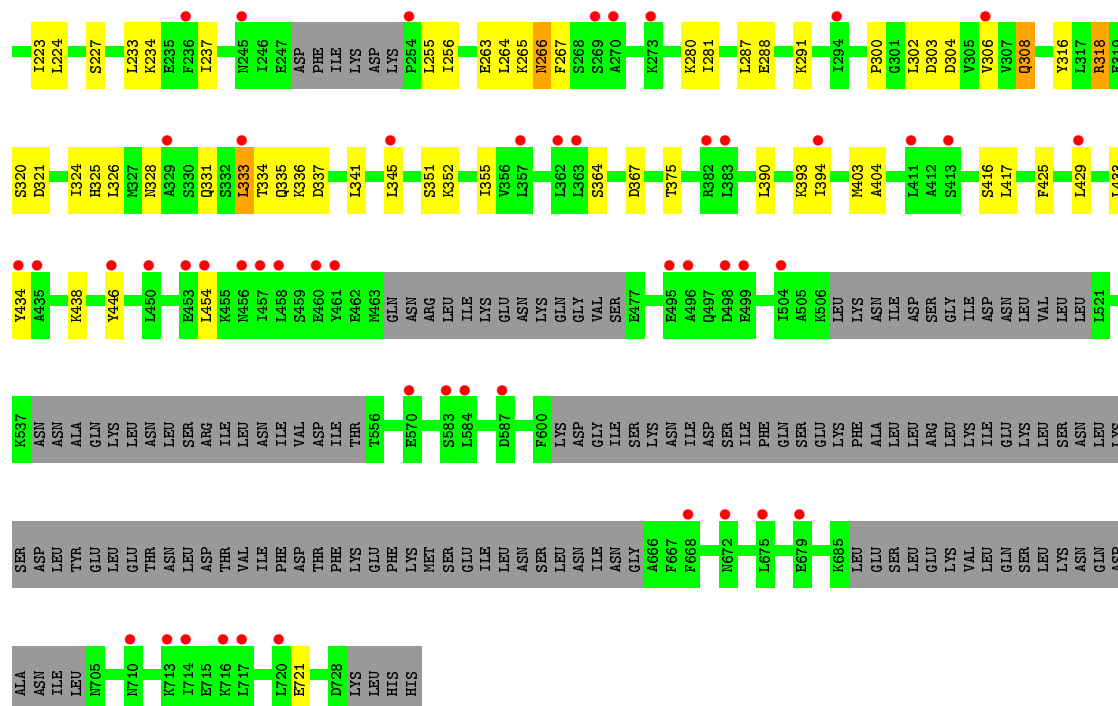 I223 L224 S227 L233 K234 E235 F236 I237 N245 I246 E247 ASP PHE ILE LYS ASP LYS P254 L255 I256 E263 L264 K265 N266 F267 S268 S269 A270 K273 K280 I281 L287 E288 K291 I294 P300 G301 L302 D303 D304 V305 V306 V307 Q308 Y316 L317 R318 E319
S320 D321 I324 H325 L326 M327 N328 A329 S330 Q331 S332 L333 T334 Q335 K336 D337 L341 L345 S351 K352 I355 V356 L357 L362 L363 S364 D367 T375 R382 L383 L390 K393 I394 M403 A404 L411 A412 S413 S416 L417 F425 L429 L433
Y434 A435 K438 Y446 L450 E453 L454 K455 N456 I457 L458 S459 E460 Y461 E462 M463 GLN ASN ARG LEU ILE LYS GLU ASN LYS GLN GLY VAL SER E477 E495 A496 Q497 D498 E499 I504 A505 K506 LEU LYS ASN ILE ASP SER GLY ILE ASP ASN LEU VAL LEU LEU L521
K537 ASN ASN ALA GLN LYS LEU ASN LEU SER ARG ILE LEU ASN ILE VAL ASP ILE THR T556 E570 S583 L584 D587 F600 LYS ASP GLY ILE SER LYS ASN ILE ASP SER ILE PHE GLN SER GLU LYS PHE ALA LEU LEU ARG LEU LYS ILE GLU LYS LEU SER ASN LEU LYS
SER ASP LEU TYR GLU LEU GLU THR ASN LEU ASP THR VAL ILE PHE ASP THR PHE LYS GLU PHE LYS MET SER GLU ILE LEU ASN SER LEU ASN ILE ASN GLY A666 F667 F668 N672 L675 E679 K685 LEU GLU SER LEU GLU LYS VAL LEU GLN SER LEU LYS ASN GLN ASP
ALA ASN ILE LEU N705 N710 K713 I714 E715 K716 L717 L720 E721 D728 LYS LEU HIS HIS